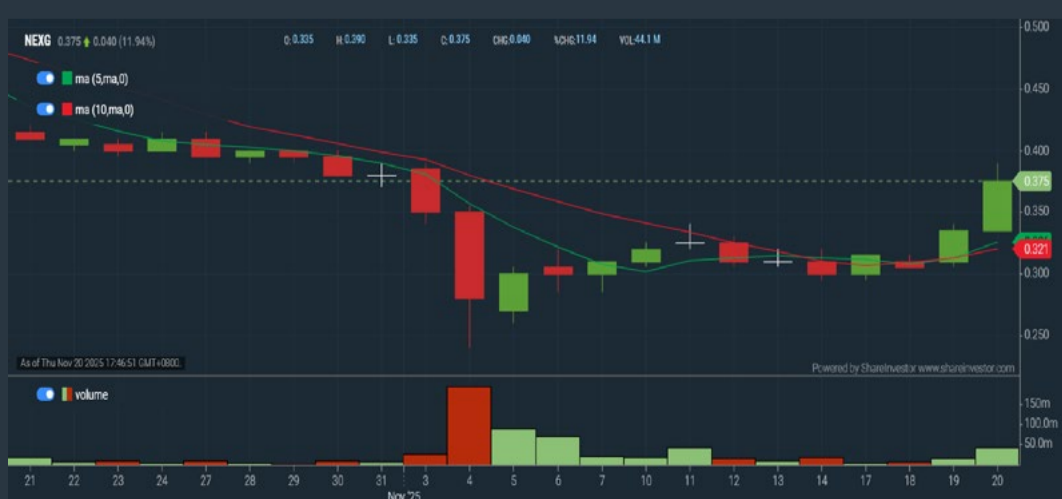 NEXG 0.375 0.040 (11.94%) O: 0.335 H: 0.390 L: 0.335 C: 0.375 CHG: 0.040 %CHG: 11.94 VOL: 44.1 M
ma (5,ma,0)
ma (10,ma,0)
0.500
0.450
0.400
0.375
0.350
0.321
0.300
0.250
As of Thu Nov 20 2025 17:46:51 GMT+0800.
Powered by ShareInvestor www.shareinvestor.com
volume
150m
100.0m
50.0m
21 22 23 24 27 28 29 30 31 3 4 5 6 7 10 11 12 13 14 17 18 19 20
Nov '25